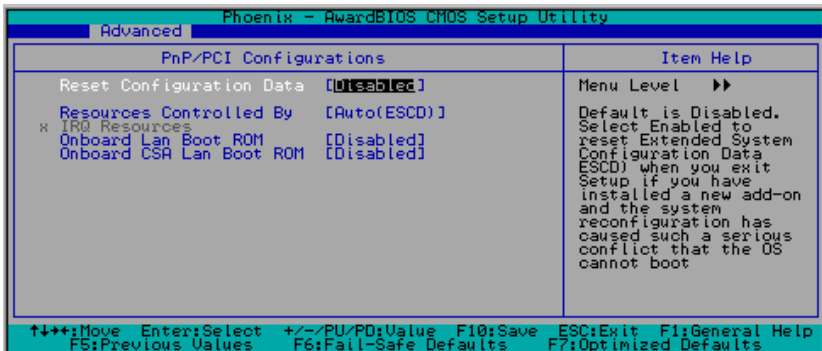 Phoenix - AwardBIOS CMOS Setup Utility
Advanced
PnP/PCI Configurations
Item Help
Reset Configuration Data [Disabled]
Resources Controlled By [Auto(ESCD)]
x IRQ Resources
Onboard Lan Boot ROM [Disabled]
Onboard CSA Lan Boot ROM [Disabled]
Menu Level ►►
Default is Disabled.
Select Enabled to
reset Extended System
Configuration Data
ESCD) when you exit
Setup if you have
installed a new add-on
and the system
reconfiguration has
caused such a serious
conflict that the OS
cannot boot
↑↓→←:Move Enter:Select +/-/PU/PD:Value F10:Save ESC:Exit F1:General Help
F5:Previous Values F6:Fail-Safe Defaults F7:Optimized Defaults